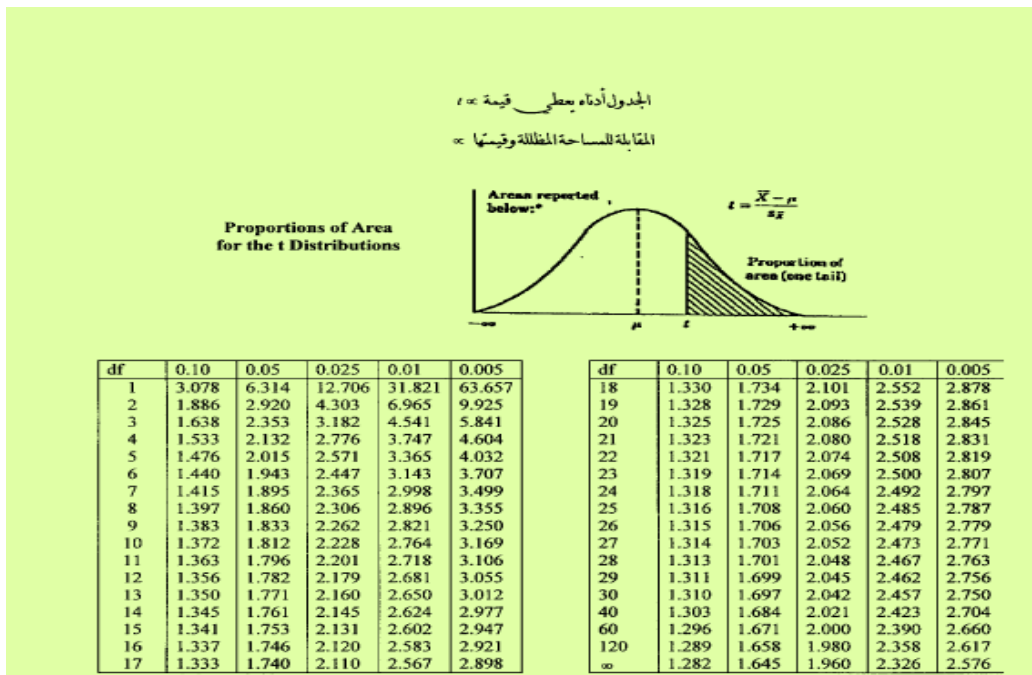 الجدول أدناه يعطي قيمة t ∝
المقابلة للمساحة المظللة وقيمتها ∝
Proportions of Area
for the t Distributions
Areas reported
below:*
t = X̄ − μ / sx̄
Proportion of
area (one tail)
−∞ μ t +∞
df 0.10 0.05 0.025 0.01 0.005
1 3.078 6.314 12.706 31.821 63.657
2 1.886 2.920 4.303 6.965 9.925
3 1.638 2.353 3.182 4.541 5.841
4 1.533 2.132 2.776 3.747 4.604
5 1.476 2.015 2.571 3.365 4.032
6 1.440 1.943 2.447 3.143 3.707
7 1.415 1.895 2.365 2.998 3.499
8 1.397 1.860 2.306 2.896 3.355
9 1.383 1.833 2.262 2.821 3.250
10 1.372 1.812 2.228 2.764 3.169
11 1.363 1.796 2.201 2.718 3.106
12 1.356 1.782 2.179 2.681 3.055
13 1.350 1.771 2.160 2.650 3.012
14 1.345 1.761 2.145 2.624 2.977
15 1.341 1.753 2.131 2.602 2.947
16 1.337 1.746 2.120 2.583 2.921
17 1.333 1.740 2.110 2.567 2.898
df 0.10 0.05 0.025 0.01 0.005
18 1.330 1.734 2.101 2.552 2.878
19 1.328 1.729 2.093 2.539 2.861
20 1.325 1.725 2.086 2.528 2.845
21 1.323 1.721 2.080 2.518 2.831
22 1.321 1.717 2.074 2.508 2.819
23 1.319 1.714 2.069 2.500 2.807
24 1.318 1.711 2.064 2.492 2.797
25 1.316 1.708 2.060 2.485 2.787
26 1.315 1.706 2.056 2.479 2.779
27 1.314 1.703 2.052 2.473 2.771
28 1.313 1.701 2.048 2.467 2.763
29 1.311 1.699 2.045 2.462 2.756
30 1.310 1.697 2.042 2.457 2.750
40 1.303 1.684 2.021 2.423 2.704
60 1.296 1.671 2.000 2.390 2.660
120 1.289 1.658 1.980 2.358 2.617
∞ 1.282 1.645 1.960 2.326 2.576